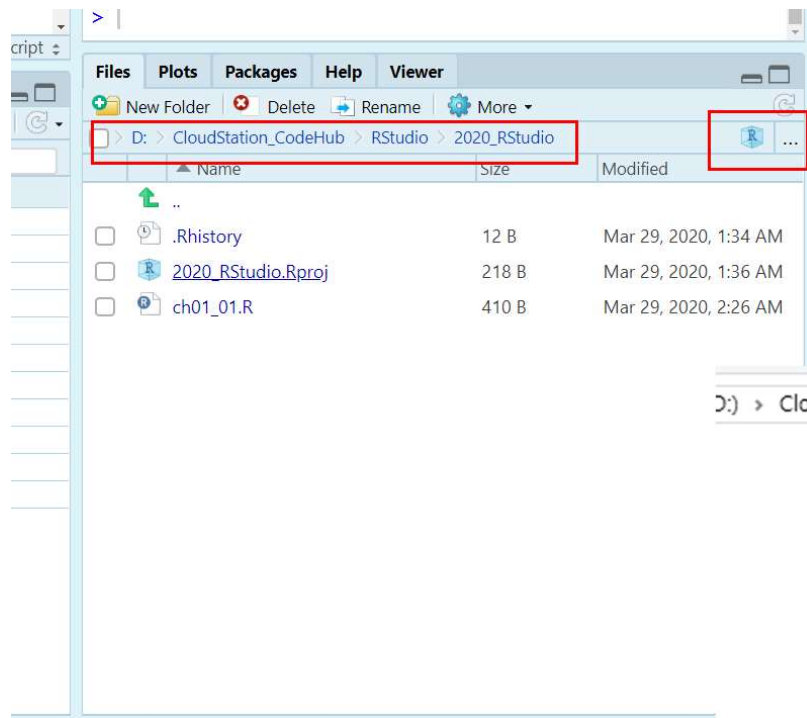 >
cript
Files Plots Packages Help Viewer
New Folder Delete Rename More
D: > CloudStation_CodeHub > RStudio > 2020_RStudio R ...
Name Size Modified
..
.Rhistory 12 B Mar 29, 2020, 1:34 AM
2020_RStudio.Rproj 218 B Mar 29, 2020, 1:36 AM
ch01_01.R 410 B Mar 29, 2020, 2:26 AM
D:) > Clo